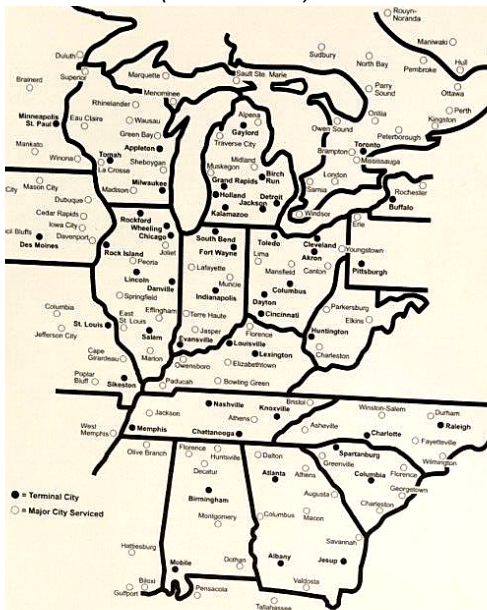 Rouyn-
Noranda
Maniwaki
Hull
Duluth
Superior
Marquette
Sault Ste. Marie
Sudbury
North Bay
Pembroke
Ottawa
Brainerd
Menominee
Parry
Sound
Perth
Rhinelander
Alpena
Gaylord
Orillia
Kingston
Minneapolis
St. Paul
Eau Claire
Wausau
Green Bay
Traverse City
Owen Sound
Peterborough
Mankato
Appleton
Midland
Brampton
Toronto
Winona
Tomah
La Crosse
Sheboygan
Muskegon
Birch
Run
Mississauga
Mason City
Madison
Milwaukee
Grand Rapids
Holland
Kalamazoo
Jackson
Detroit
Sarnia
London
Windsor
Rochester
Buffalo
Dubuque
Cedar Rapids
Iowa City
Davenport
Rockford
Wheeling
Chicago
South Bend
Fort Wayne
Toledo
Cleveland
Akron
Erie
Youngstown
cil Bluffs
Des Moines
Rock Island
Joliet
Peoria
Lafayette
Lima
Mansfield
Canton
Pittsburgh
Lincoln
Danville
Muncie
Columbus
Springfield
Indianapolis
Dayton
Parkersburg
Columbia
East
St. Louis
Effingham
Terre Haute
Cincinnati
Elkins
Jefferson City
St. Louis
Salem
Jasper
Florence
Huntington
Cape
Girardeau
Marion
Evansville
Louisville
Lexington
Charleston
Poplar
Bluff
Sikeston
Owensboro
Elizabethtown
Paducah
Bowling Green
Nashville
Bristol
Winston-Salem
Durham
Jackson
Knoxville
Athens
Asheville
Raleigh
West
Memphis
Memphis
Chattanooga
Charlotte
Fayetteville
Olive Branch
Florence
Huntsville
Dalton
Spartanburg
Greenville
Wilmington
Decatur
Atlanta
Athens
Columbia
Florence
Georgetown
= Terminal City
= Major City Serviced
Birmingham
Augusta
Charleston
Montgomery
Columbus
Macon
Savannah
Hattiesburg
Mobile
Dothan
Albany
Jesup
Biloxi
Gulfport
Pensacola
Valdosta
Tallahassee